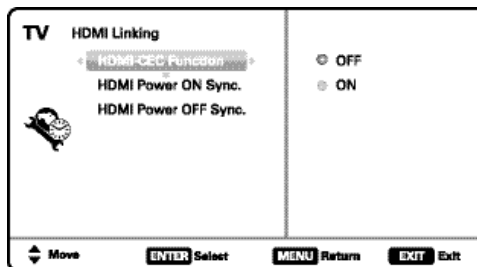 TV HDMI Linking
HDMI-CEC Function
HDMI Power ON Sync.
HDMI Power OFF Sync.
OFF
ON
Move ENTER Select MENU Return EXIT Exit